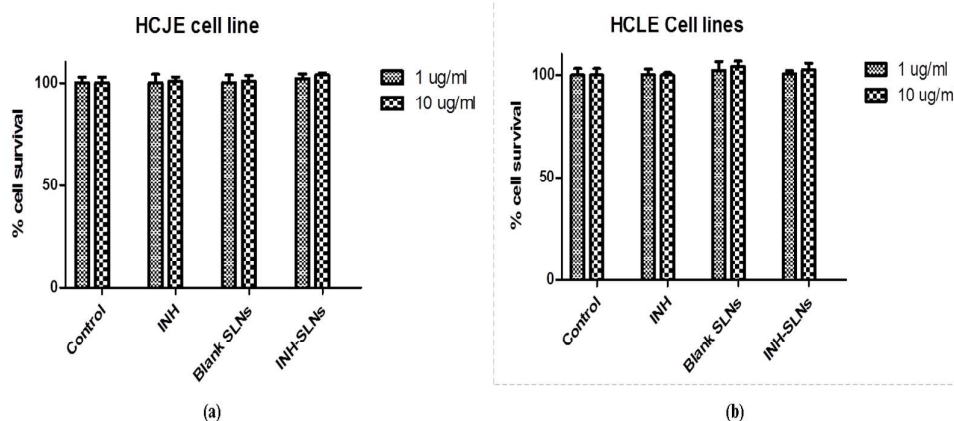 HCJE cell line
% cell survival
100
50
0
1 ug/ml
10 ug/ml
Control
INH
Blank SLNs
INH-SLNs
(a)
HCLE Cell lines
% cell survival
100
50
0
1 ug/ml
10 ug/m
Control
INH
Blank SLNs
INH-SLNs
(b)